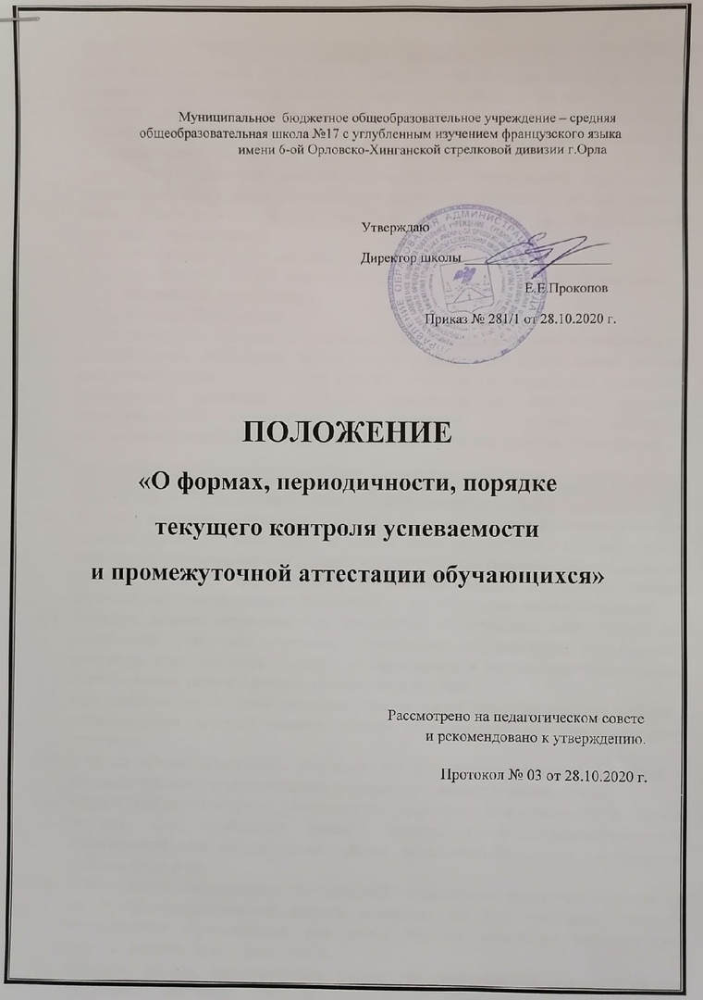 Муниципальное бюджетное общеобразовательное учреждение – средняя
общеобразовательная школа №17 с углубленным изучением французского языка
имени 6-ой Орловско-Хинганской стрелковой дивизии г.Орла
Утверждаю
Директор школы
Е.Е.Прокопов
Приказ № 281/1 от 28.10.2020 г.
ПОЛОЖЕНИЕ
«О формах, периодичности, порядке
текущего контроля успеваемости
и промежуточной аттестации обучающихся»
Рассмотрено на педагогическом совете
и рекомендовано к утверждению.
Протокол № 03 от 28.10.2020 г.